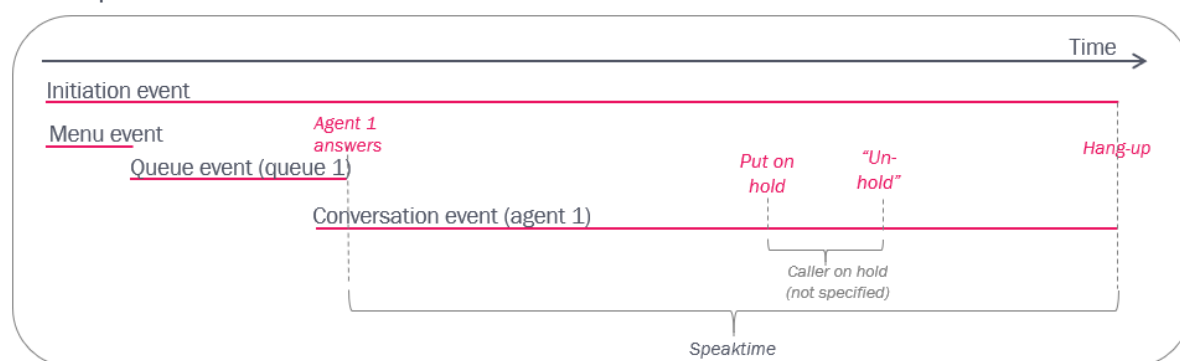 Time
Initiation event
Menu event
Agent 1
answers
Queue event (queue 1)
Put on
hold
“Un-
hold”
Hang-up
Conversation event (agent 1)
Caller on hold
(not specified)
Speaktime